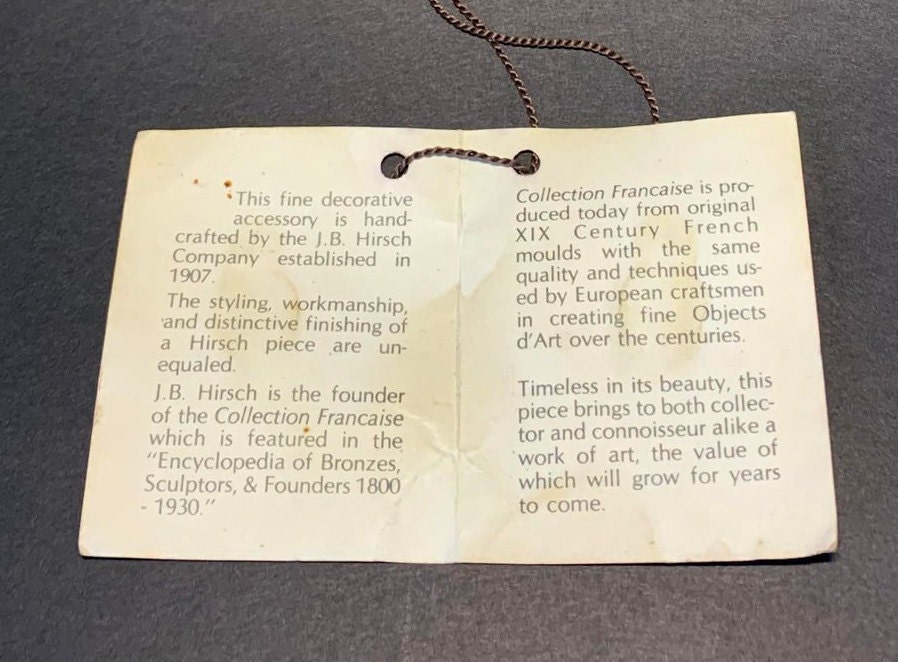 This fine decorative
accessory is hand-
crafted by the J.B. Hirsch
Company established in
1907.
The styling, workmanship,
and distinctive finishing of
a Hirsch piece are un-
equaled.
J.B. Hirsch is the founder
of the Collection Francaise
which is featured in the
"Encyclopedia of Bronzes,
Sculptors, & Founders 1800
- 1930."
Collection Francaise is pro-
duced today from original
XIX Century French
moulds with the same
quality and techniques us-
ed by European craftsmen
in creating fine Objects
d'Art over the centuries.
Timeless in its beauty, this
piece brings to both collec-
tor and connoisseur alike a
work of art, the value of
which will grow for years
to come.